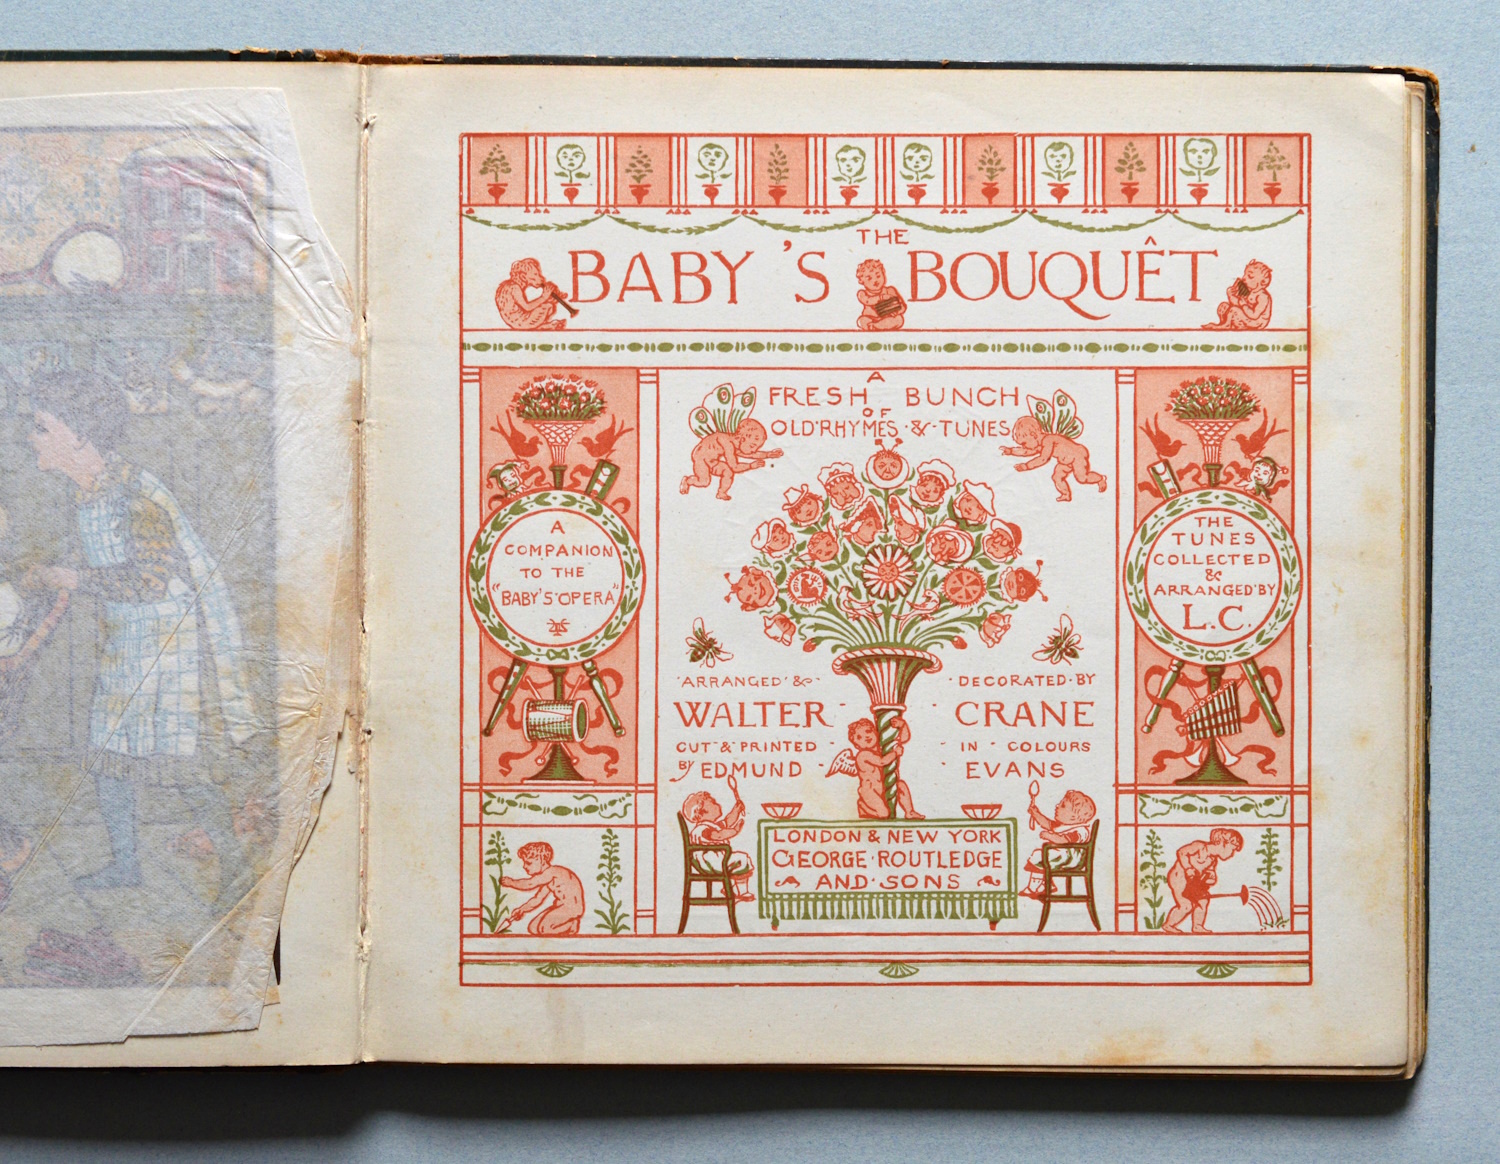 THE
BABY'S BOUQUÊT
A
FRESH BUNCH
OF
OLD RHYMES & TUNES
A
COMPANION
TO THE
"BABY'S OPERA"
THE
TUNES
COLLECTED
&
ARRANGED BY
L.C.
ARRANGED & DECORATED BY
WALTER CRANE
CUT & PRINTED IN COLOURS
BY EDMUND EVANS
LONDON & NEW YORK
GEORGE ROUTLEDGE
AND SONS